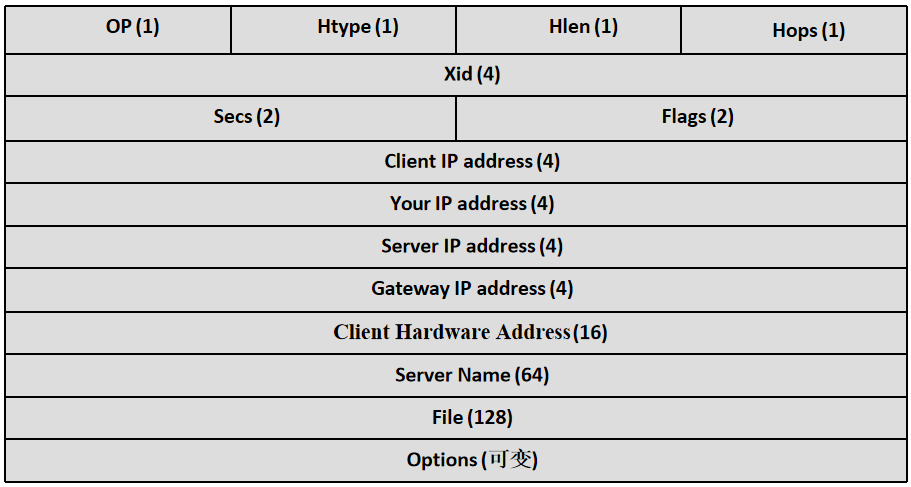 OP (1) Htype (1) Hlen (1) Hops (1)
Xid (4)
Secs (2) Flags (2)
Client IP address (4)
Your IP address (4)
Server IP address (4)
Gateway IP address (4)
Client Hardware Address(16)
Server Name (64)
File (128)
Options (可变)